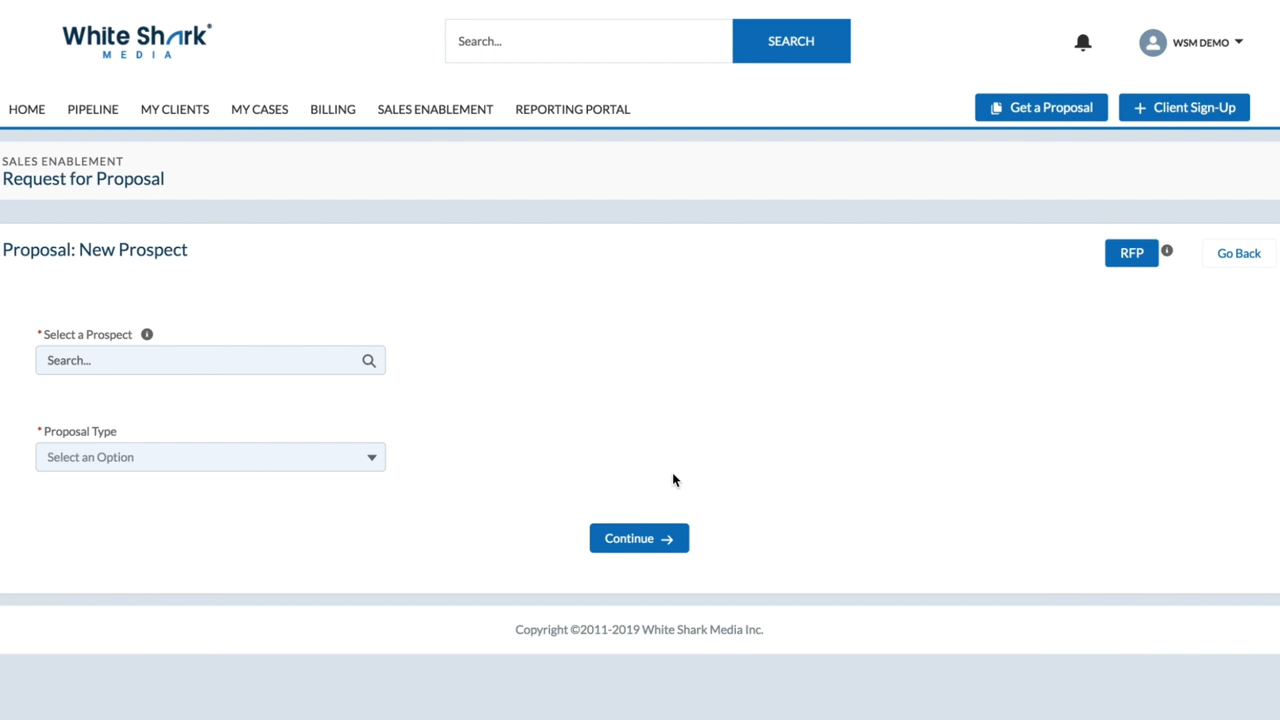 White Shark
MEDIA
Search...
SEARCH
WSM DEMO
HOME PIPELINE MY CLIENTS MY CASES BILLING SALES ENABLEMENT REPORTING PORTAL
Get a Proposal
+ Client Sign-Up
SALES ENABLEMENT
Request for Proposal
Proposal: New Prospect
RFP
Go Back
* Select a Prospect
Search...
* Proposal Type
Select an Option
Continue →
Copyright ©2011-2019 White Shark Media Inc.